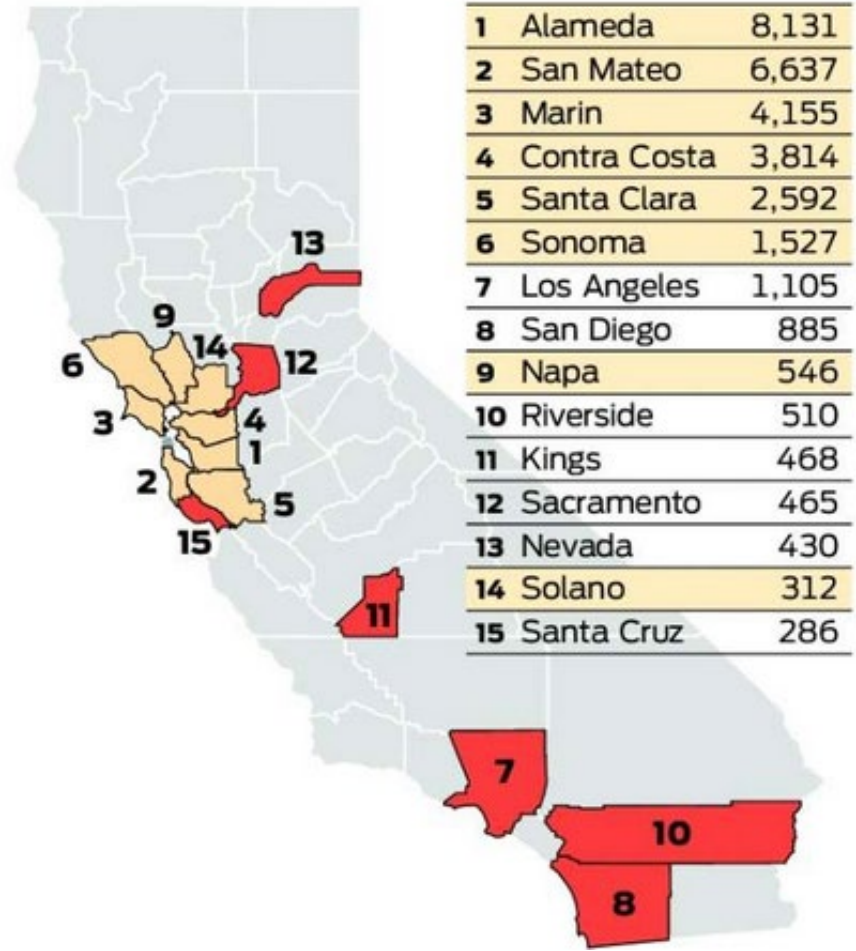 1 Alameda 8,131
2 San Mateo 6,637
3 Marin 4,155
4 Contra Costa 3,814
5 Santa Clara 2,592
6 Sonoma 1,527
7 Los Angeles 1,105
8 San Diego 885
9 Napa 546
10 Riverside 510
11 Kings 468
12 Sacramento 465
13 Nevada 430
14 Solano 312
15 Santa Cruz 286
13
9
14
6
12
3
4
1
2
5
15
11
7
10
8